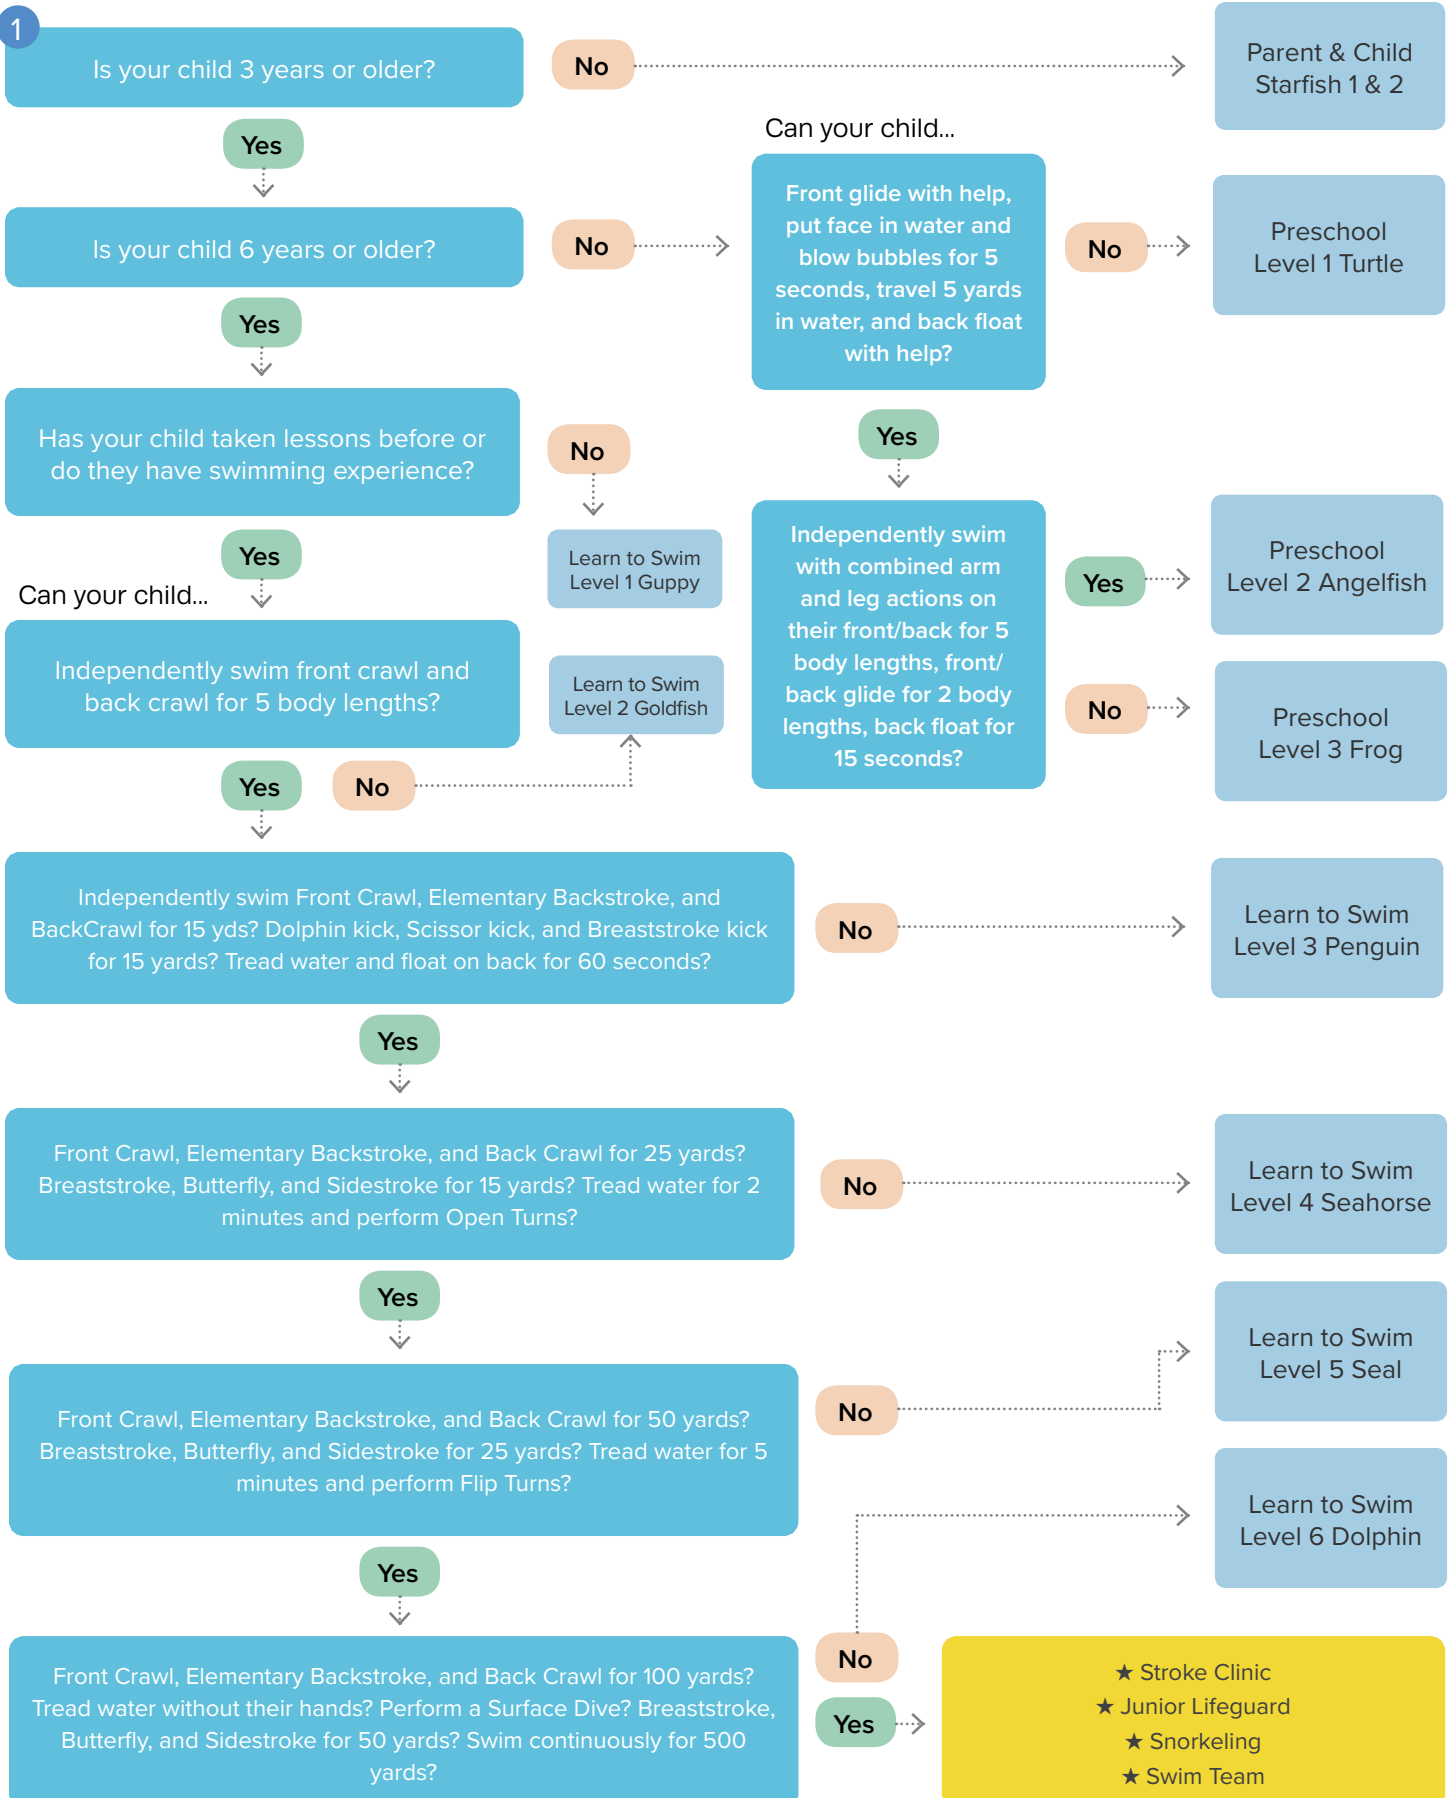 1
Is your child 3 years or older?
No
Parent & Child
Starfish 1 & 2
Yes
Is your child 6 years or older?
No
Can your child...
Front glide with help,
put face in water and
blow bubbles for 5
seconds, travel 5 yards
in water, and back float
with help?
No
Preschool
Level 1 Turtle
Yes
Yes
Has your child taken lessons before or
do they have swimming experience?
No
Learn to Swim
Level 1 Guppy
Independently swim
with combined arm
and leg actions on
their front/back for 5
body lengths, front/
back glide for 2 body
lengths, back float for
15 seconds?
Yes
Preschool
Level 2 Angelfish
No
Preschool
Level 3 Frog
Yes
Can your child...
Independently swim front crawl and
back crawl for 5 body lengths?
Learn to Swim
Level 2 Goldfish
Yes
No
Independently swim Front Crawl, Elementary Backstroke, and
BackCrawl for 15 yds? Dolphin kick, Scissor kick, and Breaststroke kick
for 15 yards? Tread water and float on back for 60 seconds?
No
Learn to Swim
Level 3 Penguin
Yes
Front Crawl, Elementary Backstroke, and Back Crawl for 25 yards?
Breaststroke, Butterfly, and Sidestroke for 15 yards? Tread water for 2
minutes and perform Open Turns?
No
Learn to Swim
Level 4 Seahorse
Yes
Front Crawl, Elementary Backstroke, and Back Crawl for 50 yards?
Breaststroke, Butterfly, and Sidestroke for 25 yards? Tread water for 5
minutes and perform Flip Turns?
No
Learn to Swim
Level 5 Seal
Learn to Swim
Level 6 Dolphin
Yes
Front Crawl, Elementary Backstroke, and Back Crawl for 100 yards?
Tread water without their hands? Perform a Surface Dive? Breaststroke,
Butterfly, and Sidestroke for 50 yards? Swim continuously for 500
yards?
No
Yes
★ Stroke Clinic
★ Junior Lifeguard
★ Snorkeling
★ Swim Team